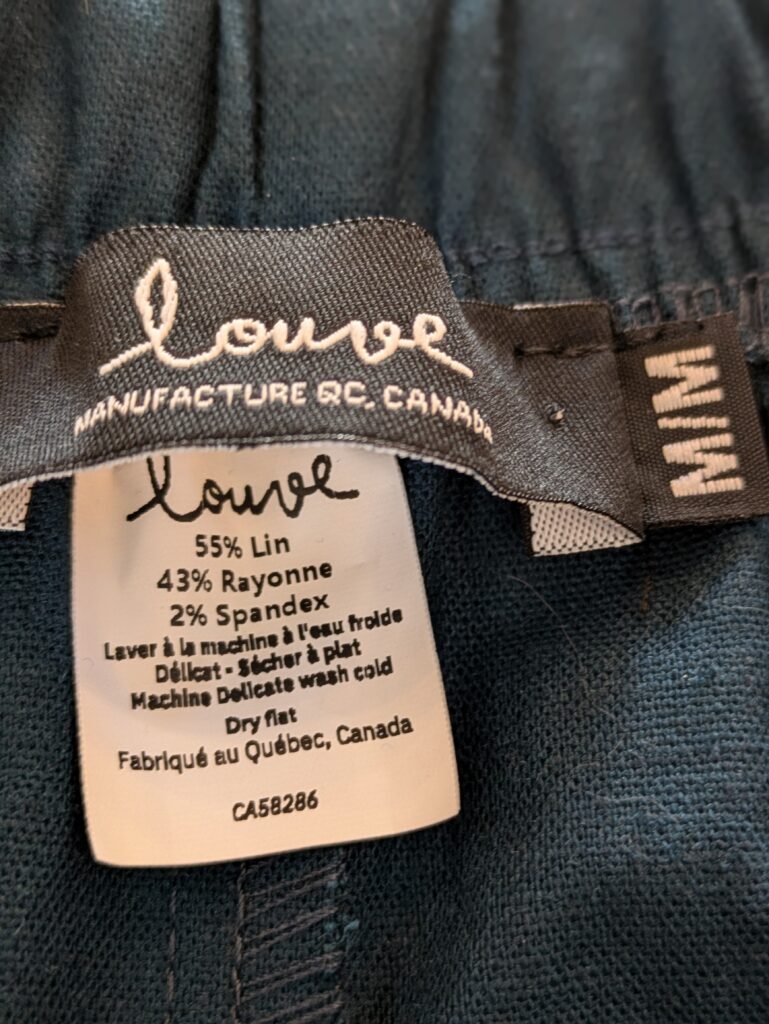 louve
MANUFACTURE QC, CANADA
M/M
louve
55% Lin
43% Rayonne
2% Spandex
Laver à la machine à l'eau froide
Délicat - Sécher à plat
Machine Delicate wash cold
Dry flat
Fabriqué au Québec, Canada
CA58286